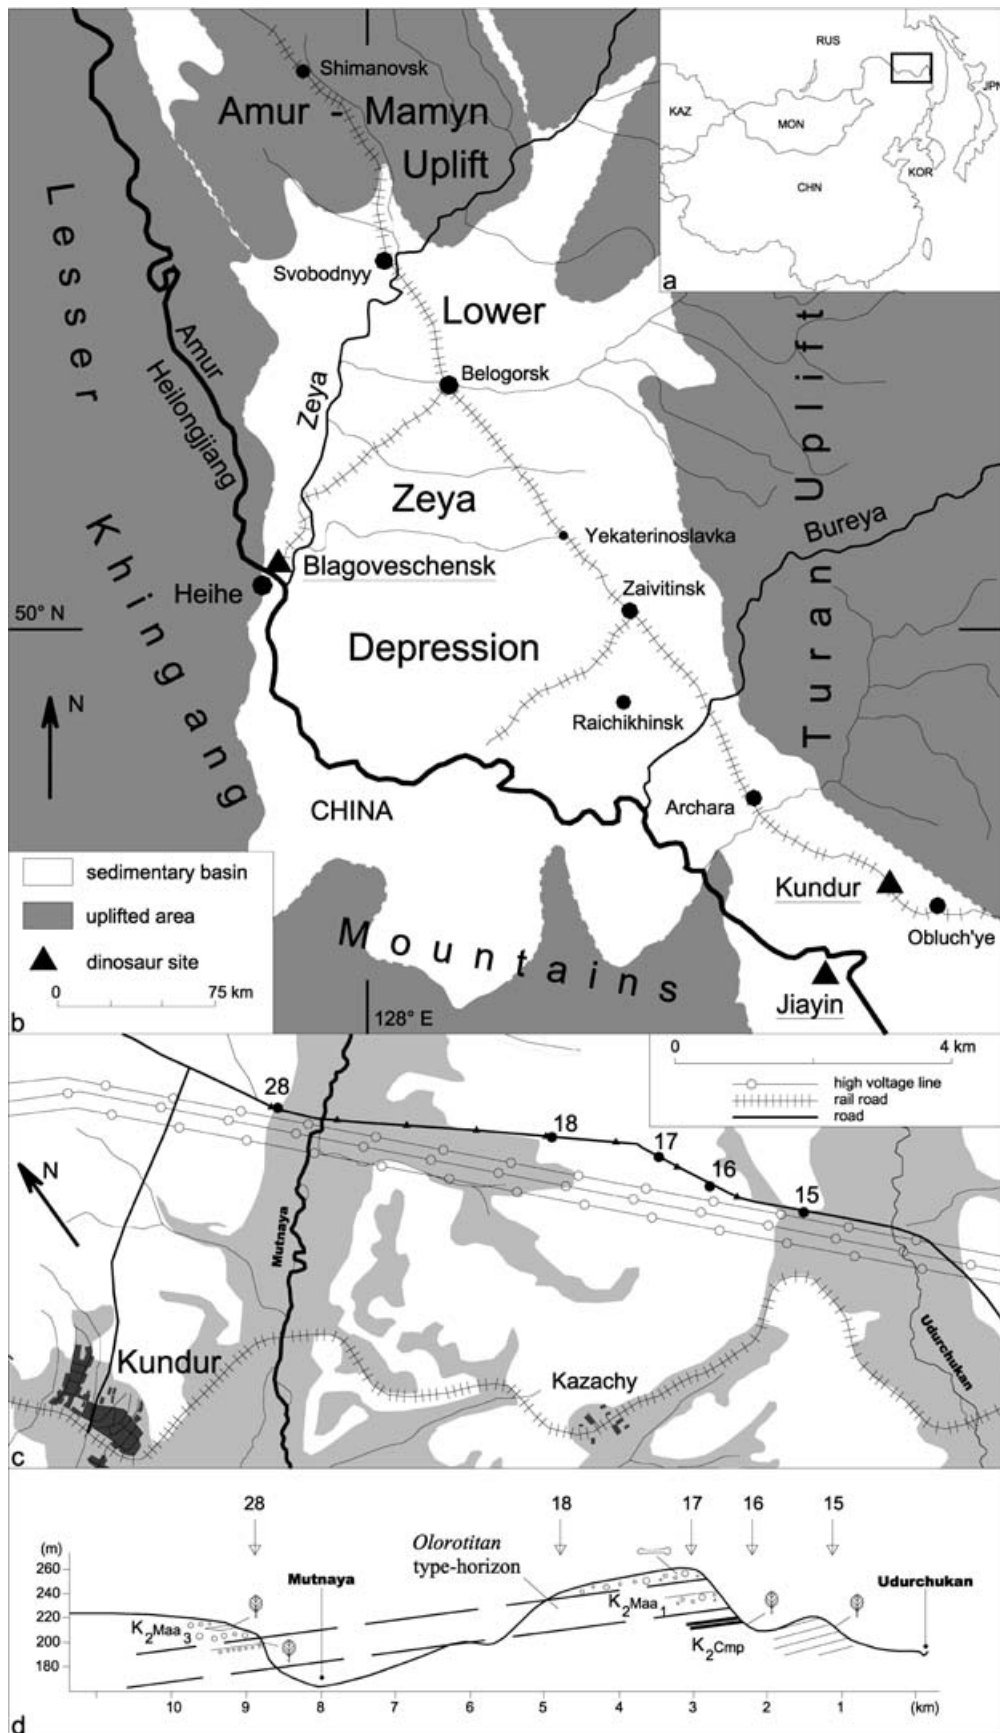 Shimanovsk
Amur - Mamyn
Uplift
RUS
JPN
KAZ
MON
KOR
CHN
a
Lesser
Svobodnyy
Lower
Amur
Heilongjiang
Zeya
Belogorsk
Turan Uplift
Zeya
Bureya
Khingang
Yekaterinoslavka
Blagoveschensk
Heihe
Zaivitinsk
50° N
Depression
N
Raichikhinsk
CHINA
Archara
sedimentary basin
Kundur
uplifted area
Obluch'ye
Mountains
dinosaur site
0 75 km
Jiayin
128° E
b
0 4 km
high voltage line
rail road
road
28
18
17
16
15
N
Mutnaya
Udurchukan
Kundur
Kazachy
c
28 18 17 16 15
(m)
Olorotitan
type-horizon
260
240
220
200
180
Mutnaya
Udurchukan
K2Maa3
K2Maa1
K2Cmp
10 9 8 7 6 5 4 3 2 1 (km)
d